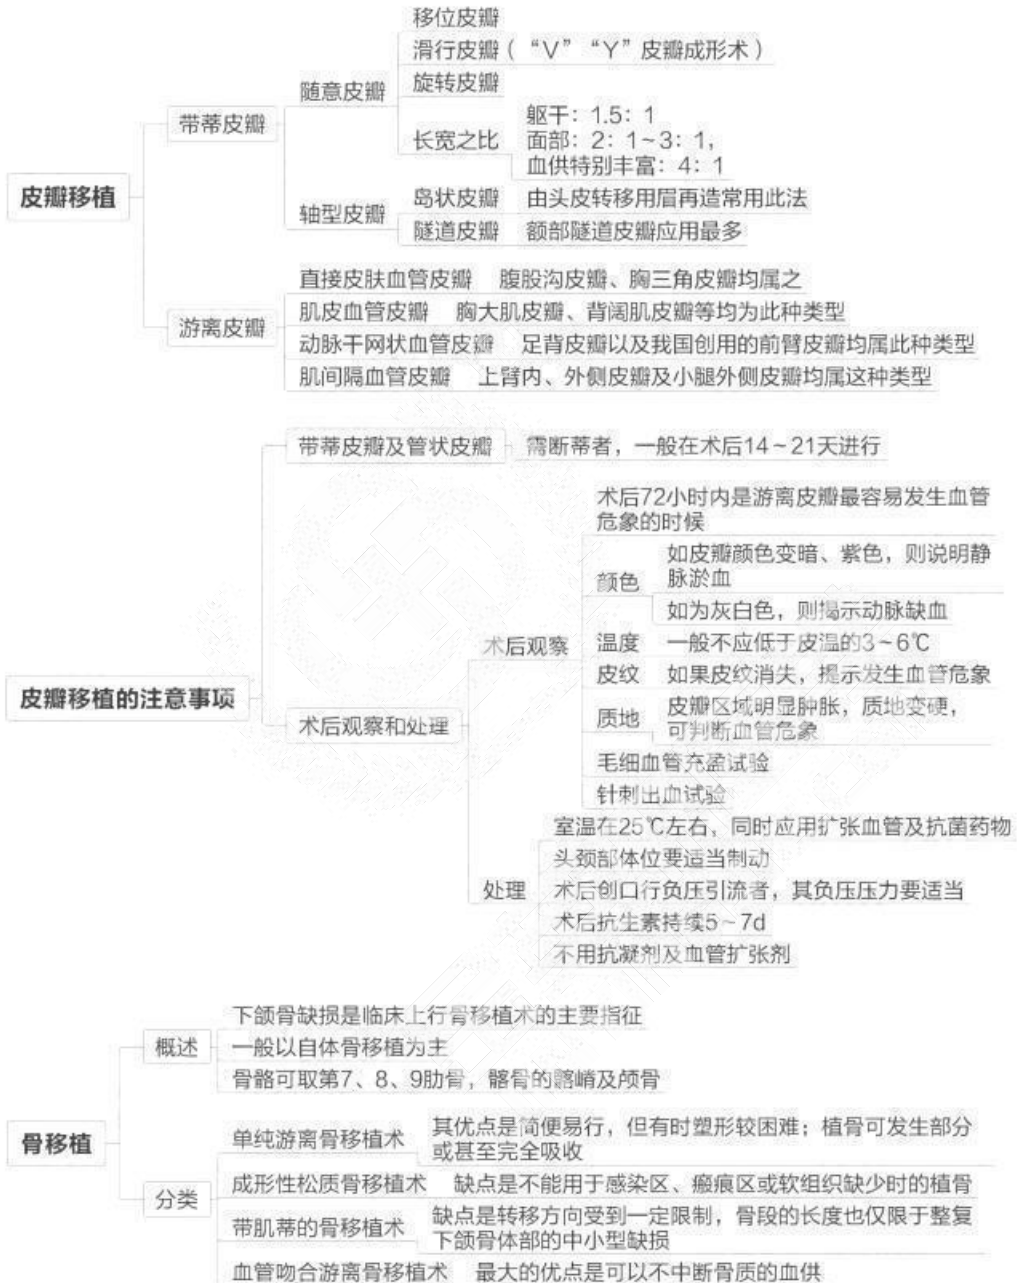 皮瓣移植
带蒂皮瓣
随意皮瓣
移位皮瓣
滑行皮瓣（“V”“Y”皮瓣成形术）
旋转皮瓣
长宽之比
躯干：1.5：1
面部：2：1~3：1，
血供特别丰富：4：1
轴型皮瓣
岛状皮瓣 由头皮转移用眉再造常用此法
隧道皮瓣 额部隧道皮瓣应用最多
游离皮瓣
直接皮肤血管皮瓣 腹股沟皮瓣、胸三角皮瓣均属之
肌皮血管皮瓣 胸大肌皮瓣、背阔肌皮瓣等均为此种类型
动脉干网状血管皮瓣 足背皮瓣以及我国创用的前臂皮瓣均属此种类型
肌间隔血管皮瓣 上臂内、外侧皮瓣及小腿外侧皮瓣均属这种类型
皮瓣移植的注意事项
带蒂皮瓣及管状皮瓣
需断蒂者，一般在术后14~21天进行
术后观察和处理
术后观察
术后72小时内是游离皮瓣最容易发生血管
危象的时候
颜色
如皮瓣颜色变暗、紫色，则说明静
脉淤血
如为灰白色，则揭示动脉缺血
温度 一般不应低于皮温的3~6℃
皮纹 如果皮纹消失，提示发生血管危象
质地
皮瓣区域明显肿胀，质地变硬，
可判断血管危象
毛细血管充盈试验
针刺出血试验
处理
室温在25℃左右，同时应用扩张血管及抗菌药物
头颈部体位要适当制动
术后创口行负压引流者，其负压压力要适当
术后抗生素持续5~7d
不用抗凝剂及血管扩张剂
骨移植
概述
下颌骨缺损是临床上行骨移植术的主要指征
一般以自体骨移植为主
骨骼可取第7、8、9肋骨，髂骨的髂嵴及颅骨
分类
单纯游离骨移植术
其优点是简便易行，但有时塑形较困难；植骨可发生部分
或甚至完全吸收
成形性松质骨移植术 缺点是不能用于感染区、瘢痕区或软组织缺少时的植骨
带肌蒂的骨移植术
缺点是转移方向受到一定限制，骨段的长度也仅限于整复
下颌骨体部的中小型缺损
血管吻合游离骨移植术 最大的优点是可以不中断骨质的血供